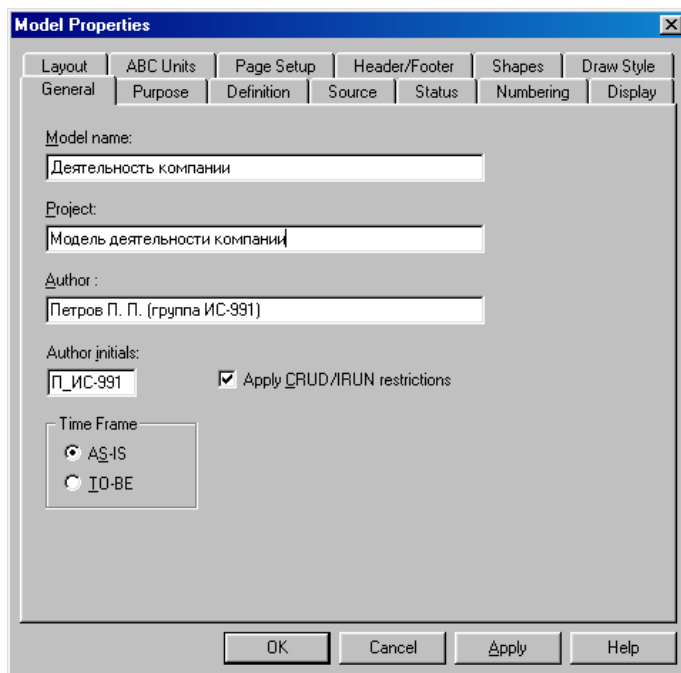 Model Properties
Layout ABC Units Page Setup Header/Footer Shapes Draw Style
General Purpose Definition Source Status Numbering Display
Model name:
Деятельность компании
Project:
Модель деятельности компании
Author :
Петров П. П. (группа ИС-991)
Author initials:
П_ИС-991 Apply CRUD/IRUN restrictions
Time Frame
AS-IS
TO-BE
OK Cancel Apply Help